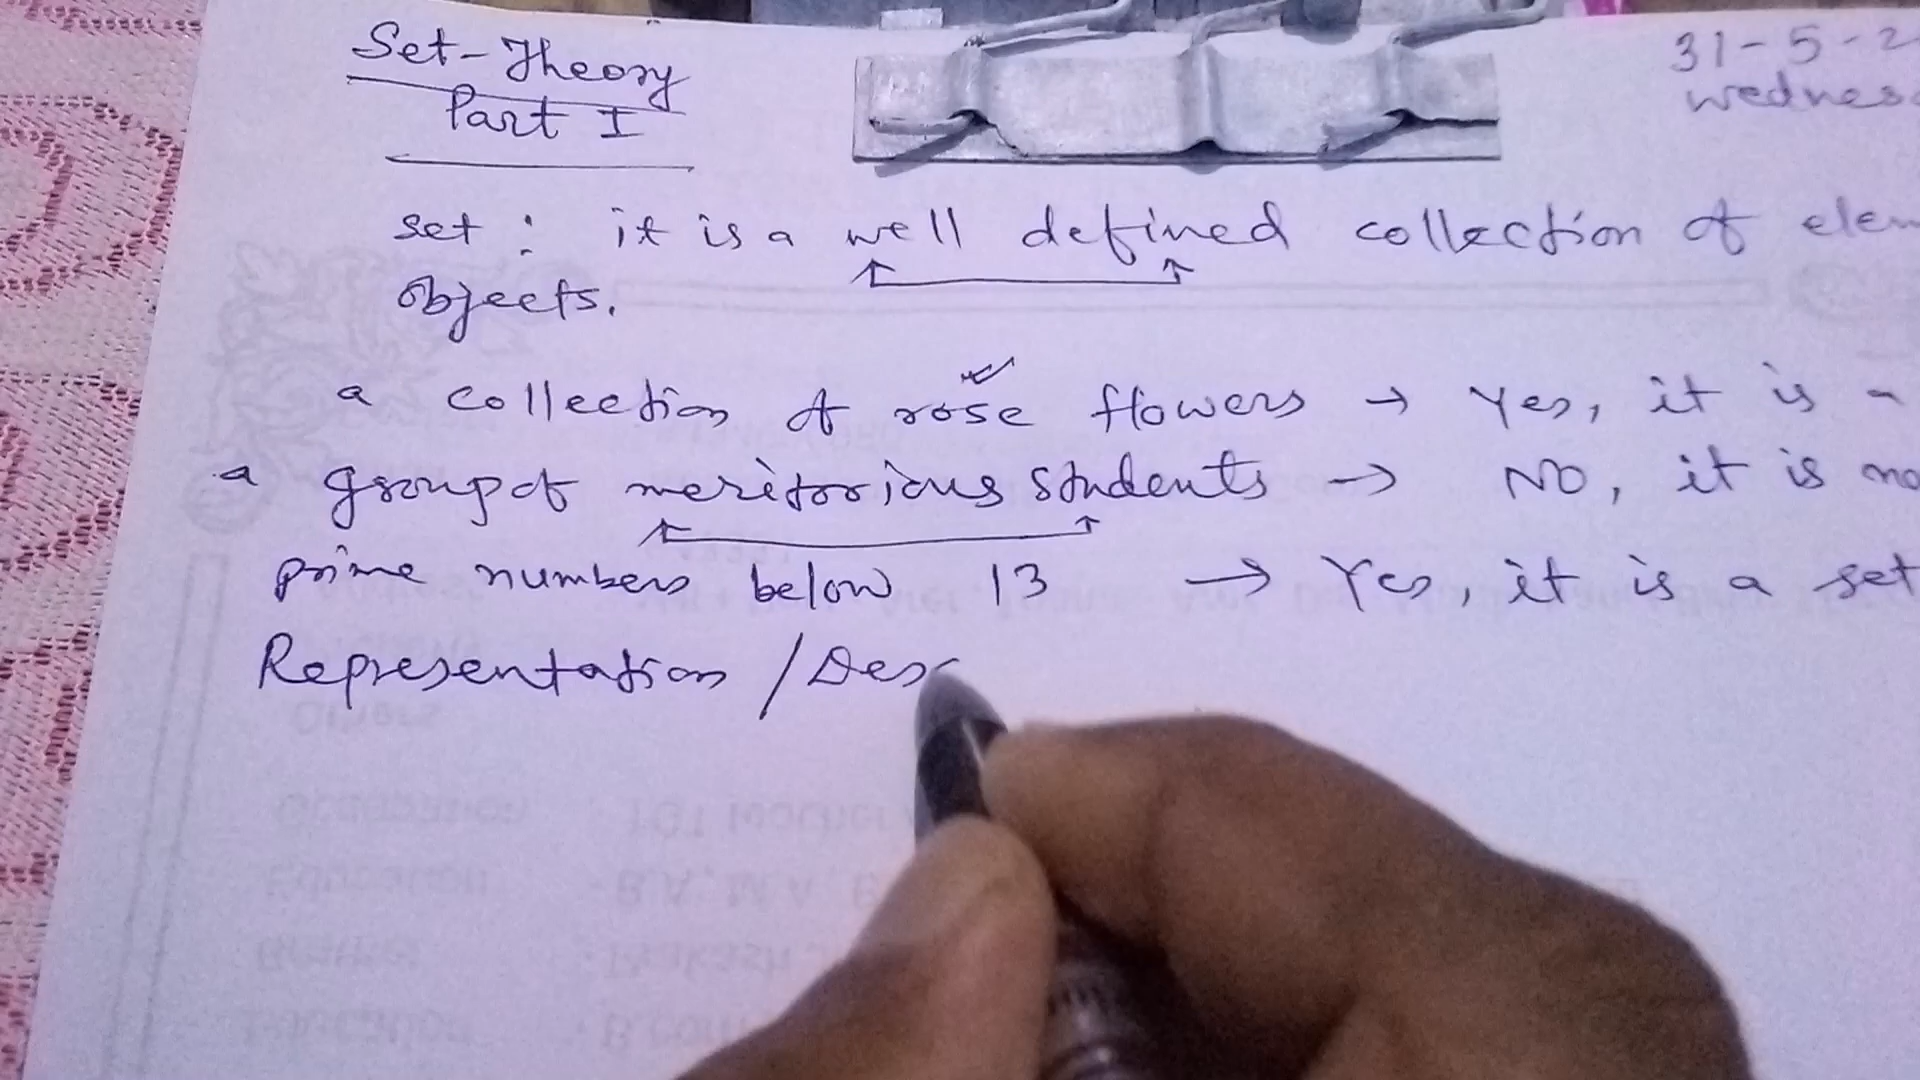 Set-Theory
Part I
31-5-2
wednes
set : it is a well defined collection of elem
objects.
a collection of rose flowers → Yes, it is a
a group of meritorious students → NO, it is no
prime numbers below 13 → Yes, it is a set
Representation / Des